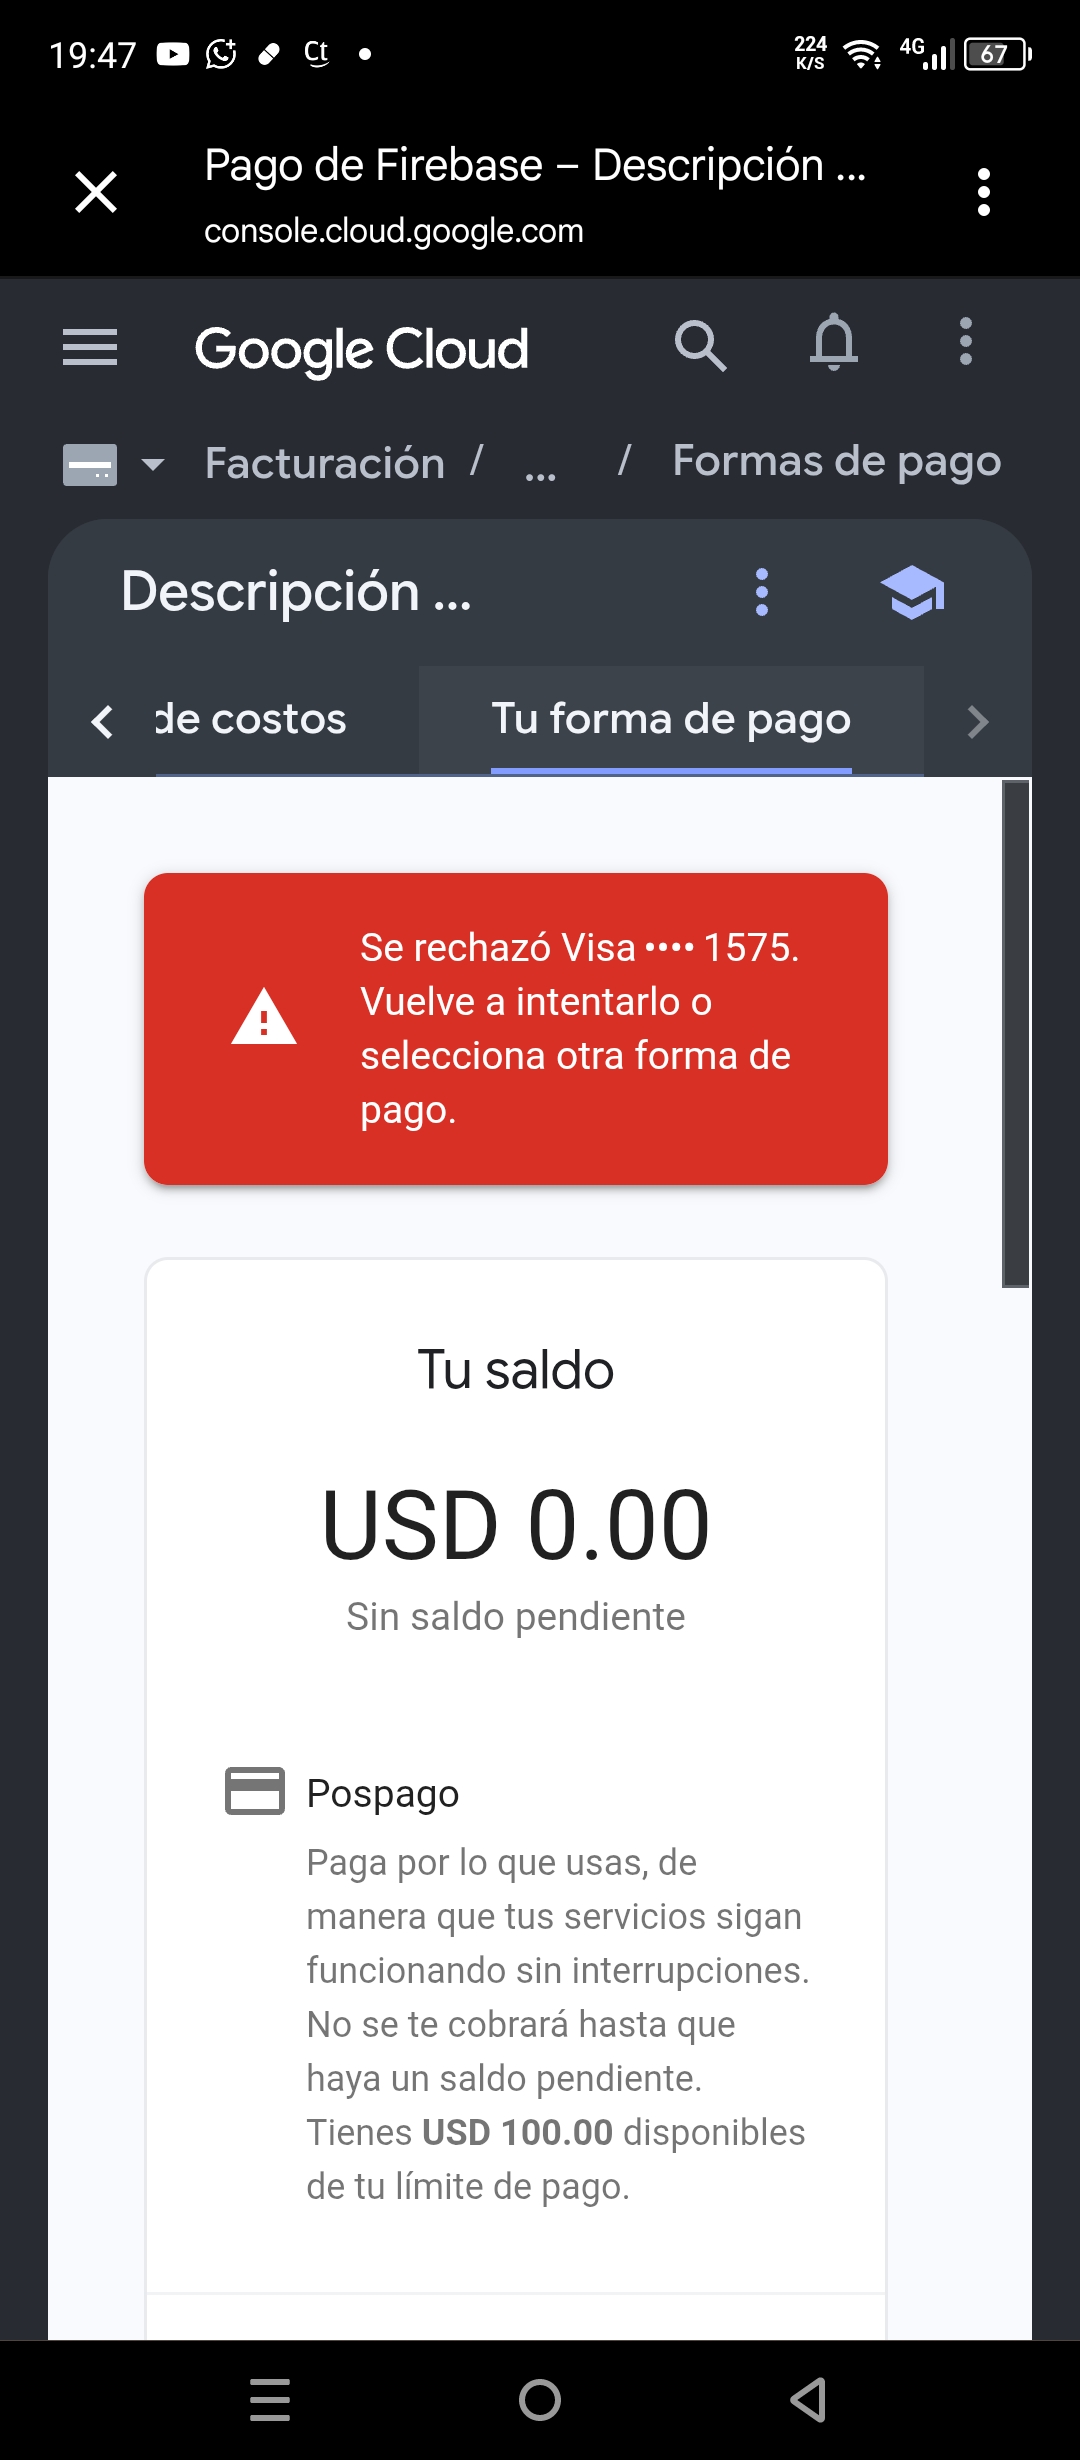 19:47 Ct 224 K/S 4G 67
Pago de Firebase – Descripción ...
console.cloud.google.com
Google Cloud
Facturación / ... / Formas de pago
Descripción ...
de costos Tu forma de pago
Se rechazó Visa •••• 1575.
Vuelve a intentarlo o
selecciona otra forma de
pago.
Tu saldo
USD 0.00
Sin saldo pendiente
Pospago
Paga por lo que usas, de
manera que tus servicios sigan
funcionando sin interrupciones.
No se te cobrará hasta que
haya un saldo pendiente.
Tienes USD 100.00 disponibles
de tu límite de pago.